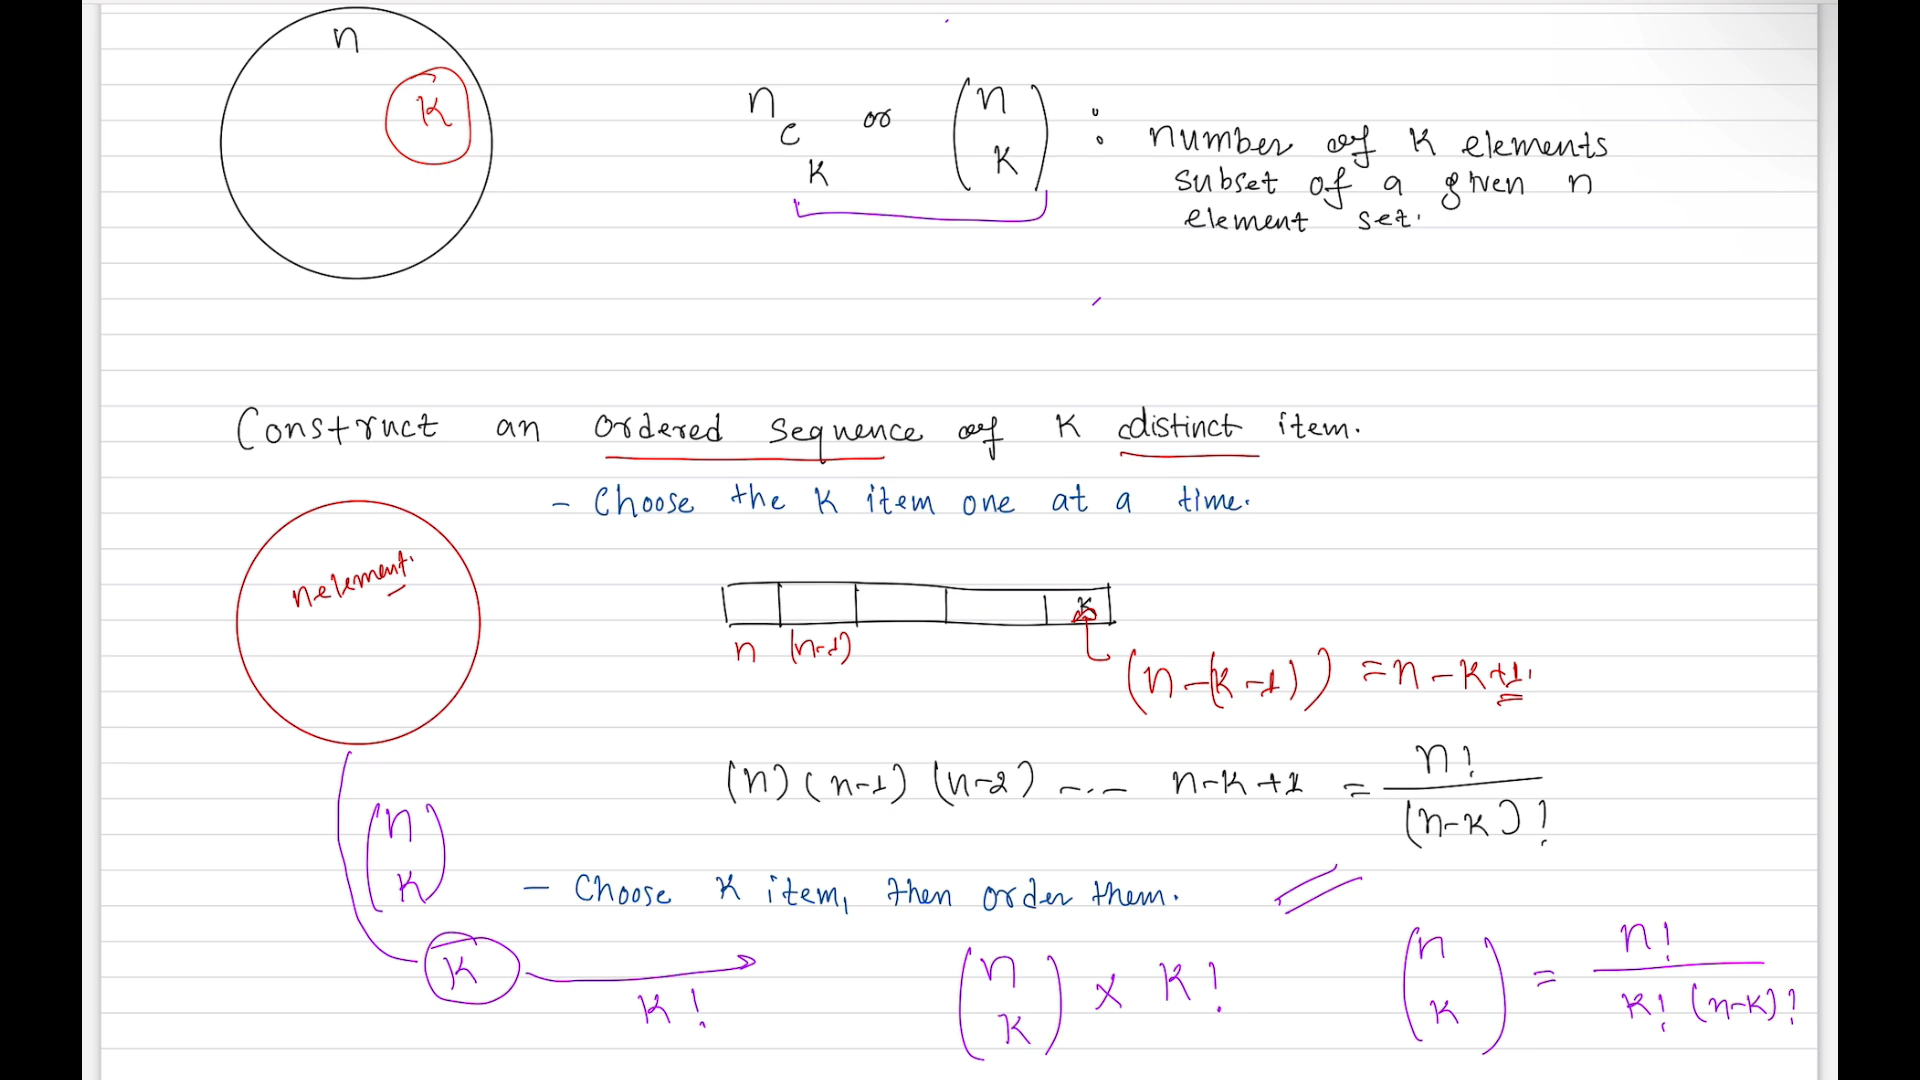 n
K
n c K or (n K) : number of K elements
subset of a given n
element set.
Construct an ordered sequence of K distinct item.
- Choose the K item one at a time.
n element.
K
n (n-1)
(n-(K-1)) = n-K+1.
(n) (n-1) (n-2) ---- n-K+1 = n! / (n-K)!
(n K)
- Choose K item, then order them.
K
K!
(n K) x K!
(n K) = n! / K! (n-K)!